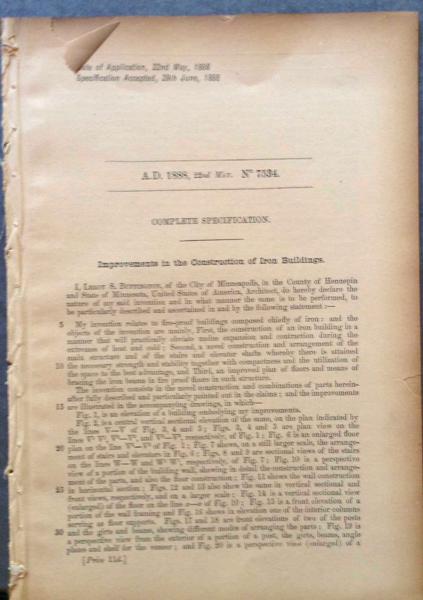 of Application, 22nd May, 1888
Specification Accepted, 29th June, 1888
A.D. 1888, 22nd MAY. No 7534.
COMPLETE SPECIFICATION.
Improvements in the Construction of Iron Buildings.
I, LEROY S. BUFFINGTON, of the City of Minneapolis, in the County of Hennepin
and State of Minnesota, United States of America, Architect, do hereby declare the
nature of my said invention and in what manner the same is to be performed, to
be particularly described and ascertained in and by the following statement :—
5 My invention relates to fire-proof buildings composed chiefly of iron: and the
objects of the invention are mainly, First, the construction of an iron building in a
manner that will practically obviate undue expansion and contraction during the
extremes of heat and cold ; Second, a novel construction and arrangement of the
main structure and of the stairs and elevator shafts whereby there is attained
10 the necessary strength and stability together with compactness and the utilization of
the space to the best advantage, and Third, an improved plan of floors and means of
bracing the iron beams in fire proof floors in such structure.
The invention consists in the novel construction and combinations of parts herein-
after fully described and particularly pointed out in the claims ; and the improvements
15 are illustrated in the accompanying drawings, in which—
Fig. 1, is an elevation of a building embodying my improvements.
Fig. 2, is a central vertical sectional elevation of the same, on the plan indicated by
the lines V—V of Fig. 3, 4 and 5 ; Figs. 3, 4 and 5 are plan view on the
lines respectively, of Fig. 1 ; Fig. 6 is an enlarged floor
20 plan on the line of Fig. 1 ; Fig. 7 shows, on a still larger scale, the arrange-
ment of stairs and elevators in Fig. 6 ; Figs. 8 and 9 are sectional views of the stairs
on the lines W—W and respectively, of Fig. 7 ; Fig. 10 is a perspective
view of a portion of the building wall, shewing in detail the construction and arrange-
ment of the parts, and also the floor construction ; Fig. 11 shows the wall construction
25 in horizontal section ; Figs. 12 and 13 also show the same in vertical sectional and
front views, respectively, and on a larger scale ; Fig. 14 is a vertical sectional view
(enlarged) of the floor on the line of Fig. 10 ; Fig. 15 is a front elevation of a
portion of the wall framing and Fig. 16 shows in elevation one of the interior columns
serving as floor supports. Figs. 17 and 18 are front elevations of two of the posts
30 and the girts and beams, shewing different modes of arranging the parts ; Fig. 19 is
a perspective view from the exterior of a portion of a post, the girts, beams, angle
plates and shelf for the veneer ; and Fig. 20 is a perspective view (enlarged) of a
[Price 11d.]